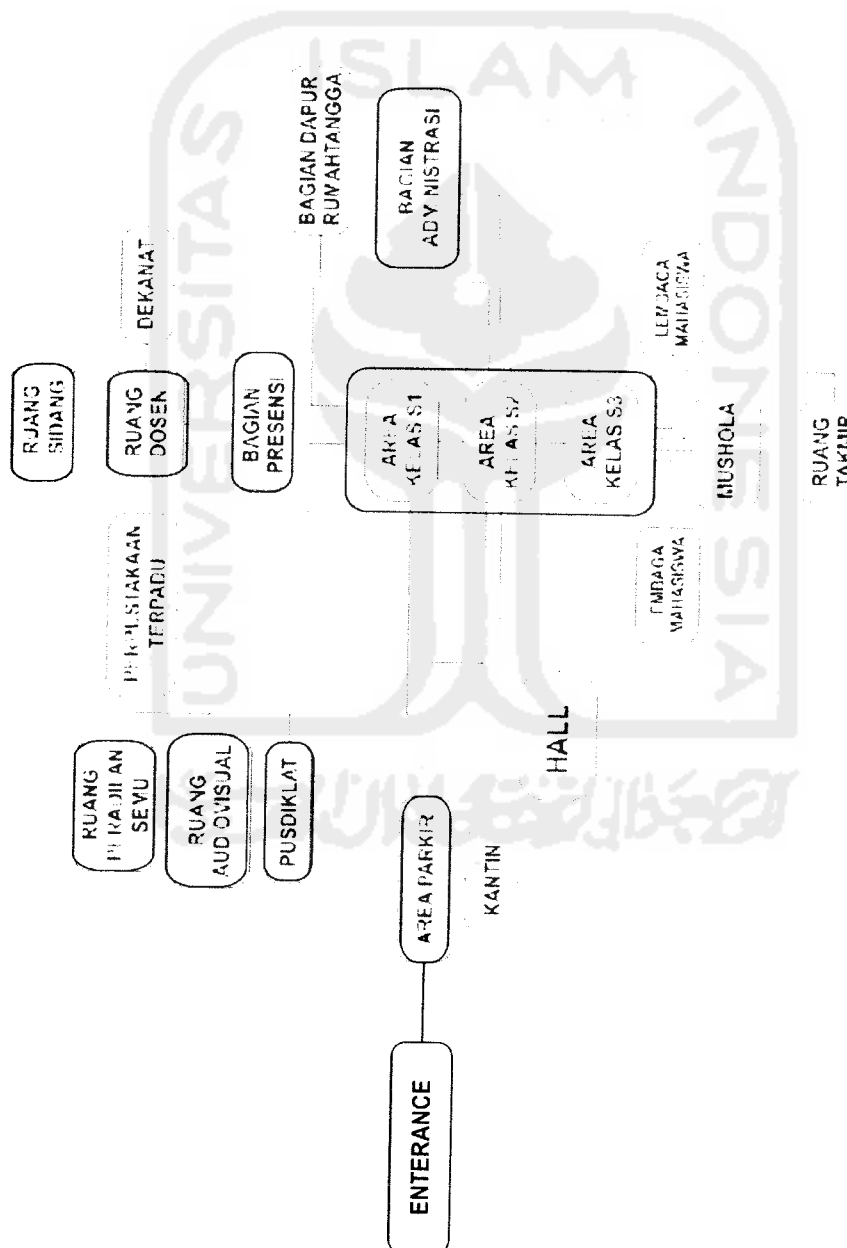 RUANG
SIDANG
RUANG
DOSEN
DEKANAT
PERPUSTAKAAN
TERPADU
RUANG
PERADILAN
SEMU
RUANG
AUDIOVISUAL
PUSDIKLAT
BAGIAN
PRESENSI
BAGIAN DAPUR
RUMAHTANGGA
BAGIAN
ADMINISTRASI
AREA
KELAS S1
AREA
KELAS S2
AREA
KELAS S3
ENTERANCE
AREA PARKIR
KANTIN
HALL
LEMBAGA
MAHASISWA
LEMBAGA
MAHASISWA
MUSHOLA
RUANG
TAKMIR
UNIVERSITAS
ISLAM
INDONESIA